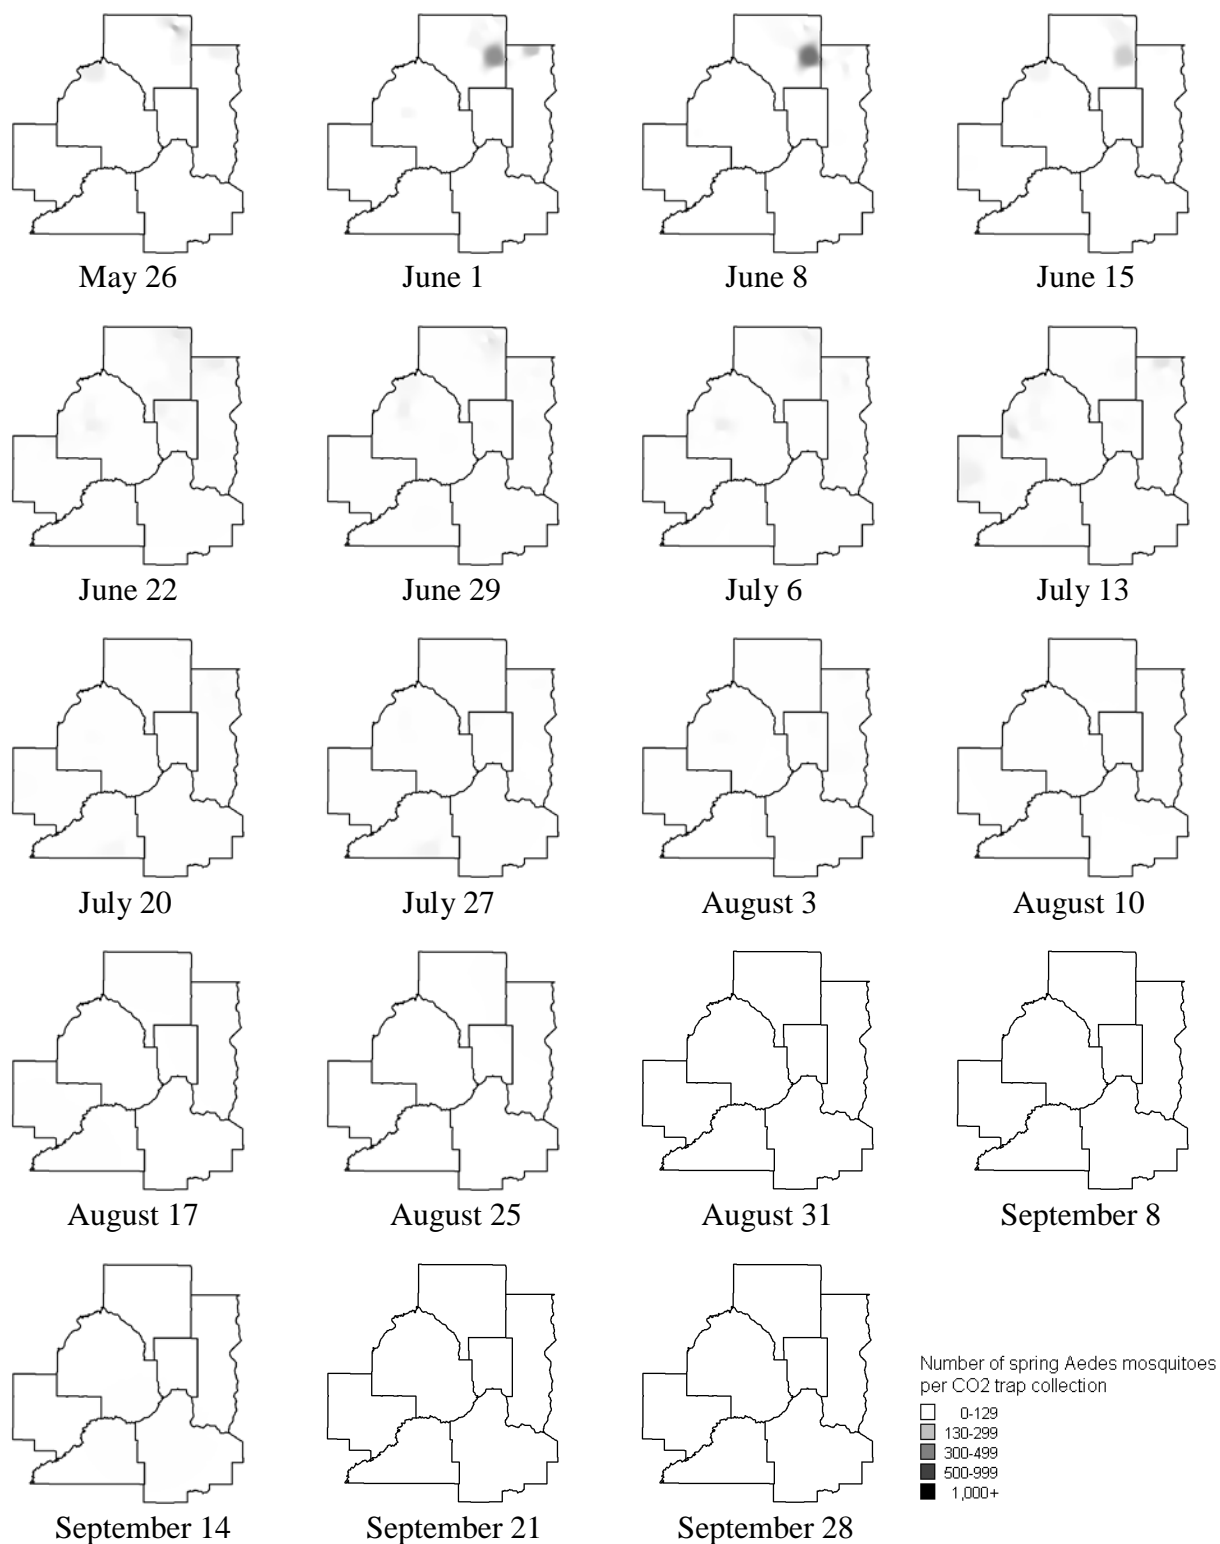 May 26
June 1
June 8
June 15
June 22
June 29
July 6
July 13
July 20
July 27
August 3
August 10
August 17
August 25
August 31
September 8
September 14
September 21
September 28
Number of spring Aedes mosquitoes
per CO2 trap collection
0-129
130-299
300-499
500-999
1,000+